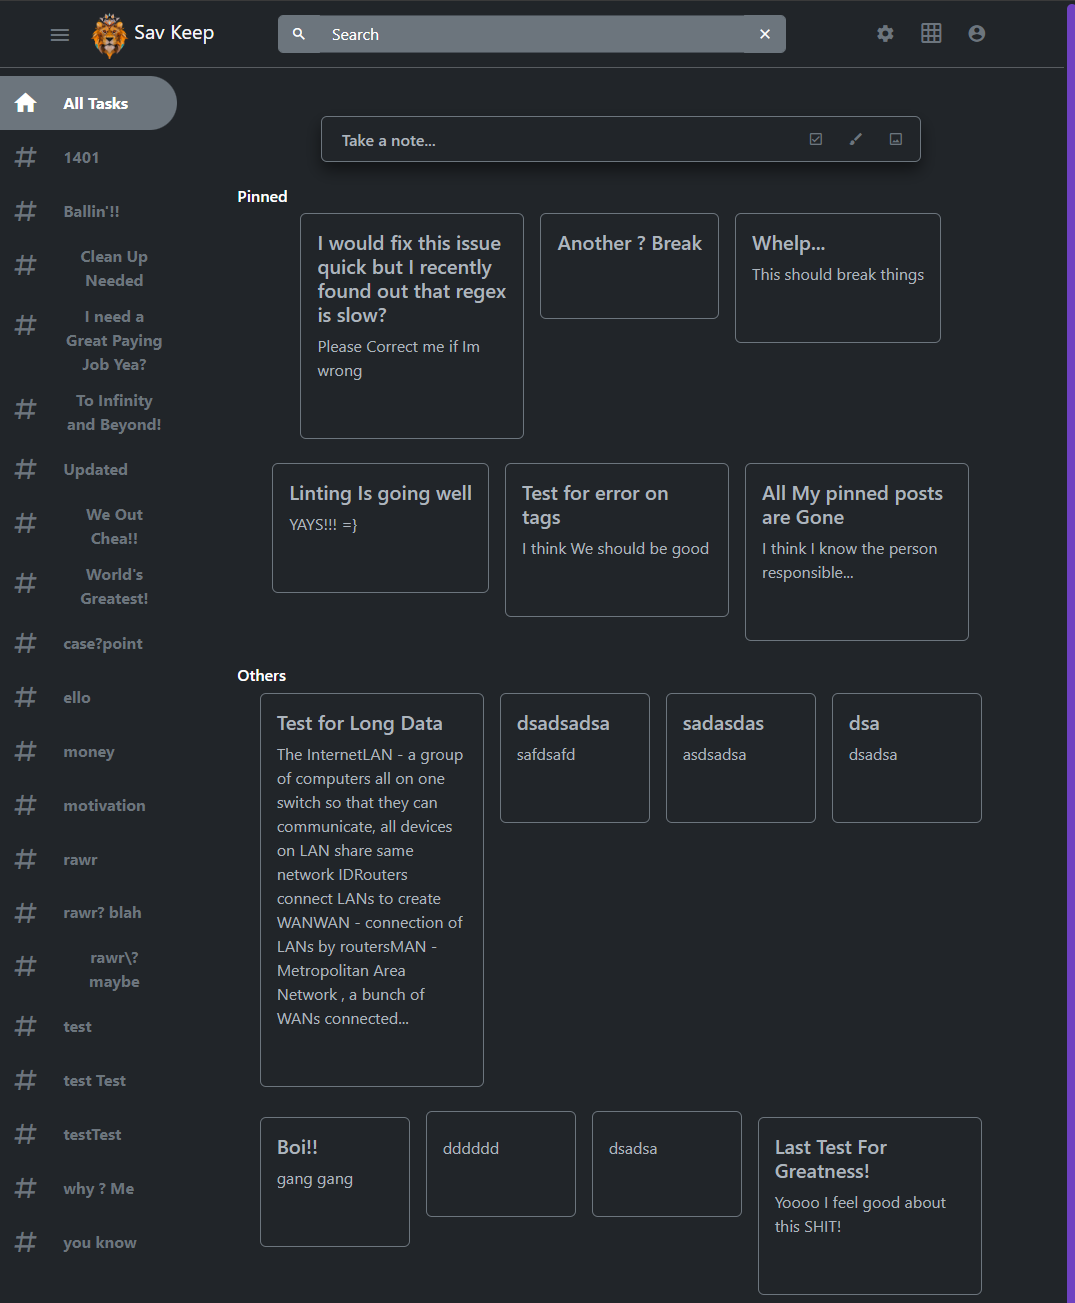 Sav Keep
Search
All Tasks
1401
Ballin'!!
Clean Up
Needed
I need a
Great Paying
Job Yea?
To Infinity
and Beyond!
Updated
We Out
Chea!!
World's
Greatest!
case?point
ello
money
motivation
rawr
rawr? blah
rawr\?
maybe
test
test Test
testTest
why ? Me
you know
Take a note...
Pinned
I would fix this issue
quick but I recently
found out that regex
is slow?
Please Correct me if Im
wrong
Another ? Break
Whelp...
This should break things
Linting Is going well
YAYS!!! =}
Test for error on
tags
I think We should be good
All My pinned posts
are Gone
I think I know the person
responsible...
Others
Test for Long Data
The InternetLAN - a group
of computers all on one
switch so that they can
communicate, all devices
on LAN share same
network IDRouters
connect LANs to create
WANWAN - connection of
LANs by routersMAN -
Metropolitan Area
Network , a bunch of
WANs connected...
dsadsadsa
safdsafd
sadasdas
asdsadsa
dsa
dsadsa
Boi!!
gang gang
dddddd
dsadsa
Last Test For
Greatness!
Yoooo I feel good about
this SHIT!